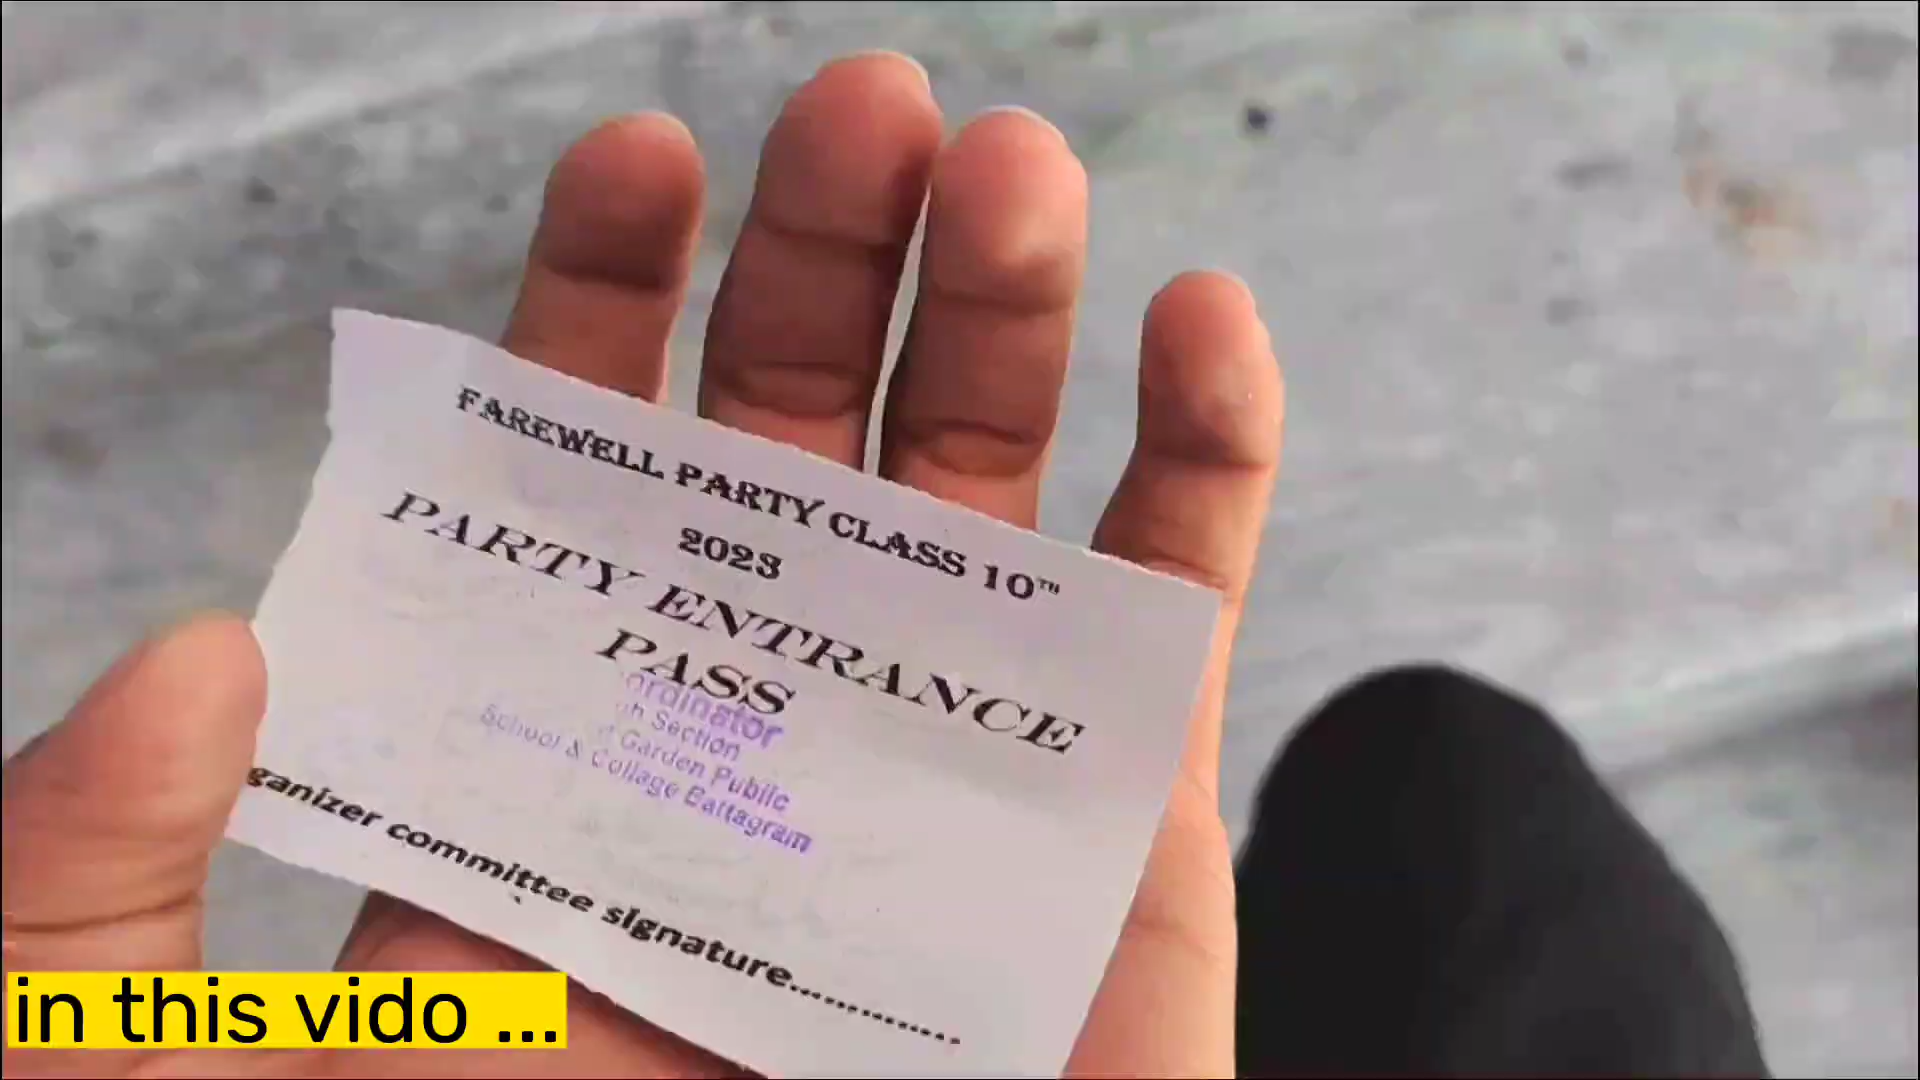 FAREWELL PARTY CLASS 10TH
2023
PARTY ENTRANCE
PASS
ordinator
Section
Garden Public
School & Collage Battagram
ganizer committee signature.............
in this vido ...